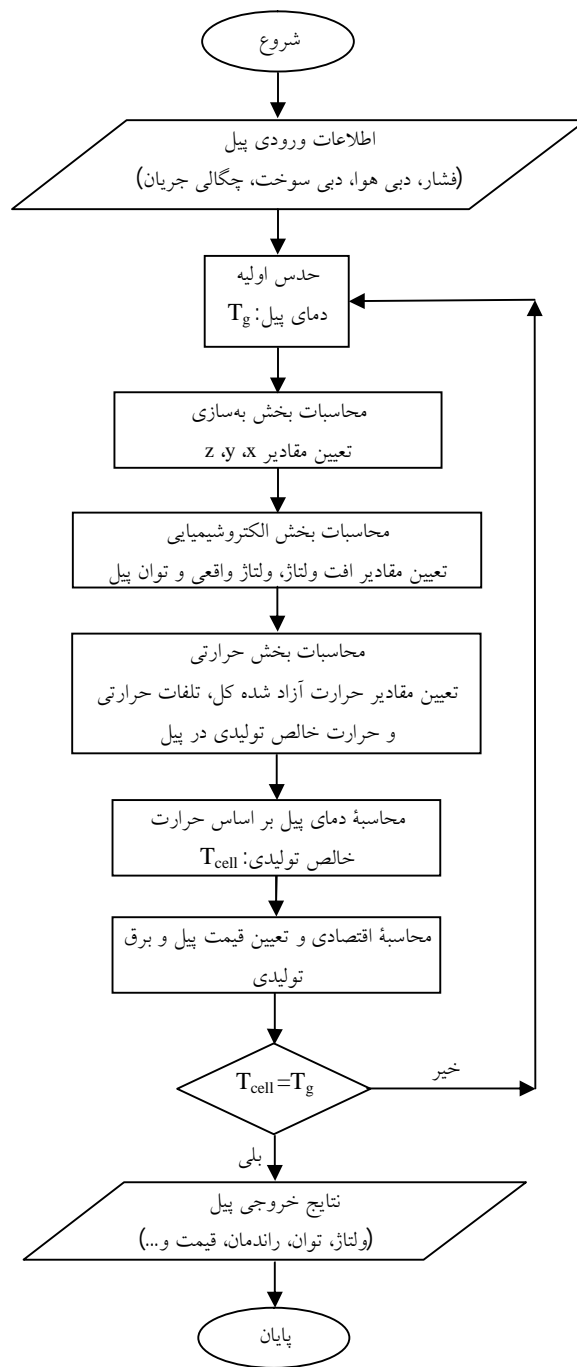 شروع
اطلاعات ورودی پیل
(فشار، دبی هوا، دبی سوخت، چگالی جریان)
حدس اولیه
دمای پیل: Tg
محاسبات بخش به‌سازی
تعیین مقادیر x، y، z
محاسبات بخش الکتروشیمیایی
تعیین مقادیر افت ولتاژ، ولتاژ واقعی و توان پیل
محاسبات بخش حرارتی
تعیین مقادیر حرارت آزاد شده کل، تلفات حرارتی
و حرارت خالص تولیدی در پیل
محاسبۀ دمای پیل بر اساس حرارت
خالص تولیدی: Tcell
محاسبۀ اقتصادی و تعیین قیمت پیل و برق
تولیدی
Tcell=Tg
خیر
بلی
نتایج خروجی پیل
(ولتاژ، توان، راندمان، قیمت و...)
پایان